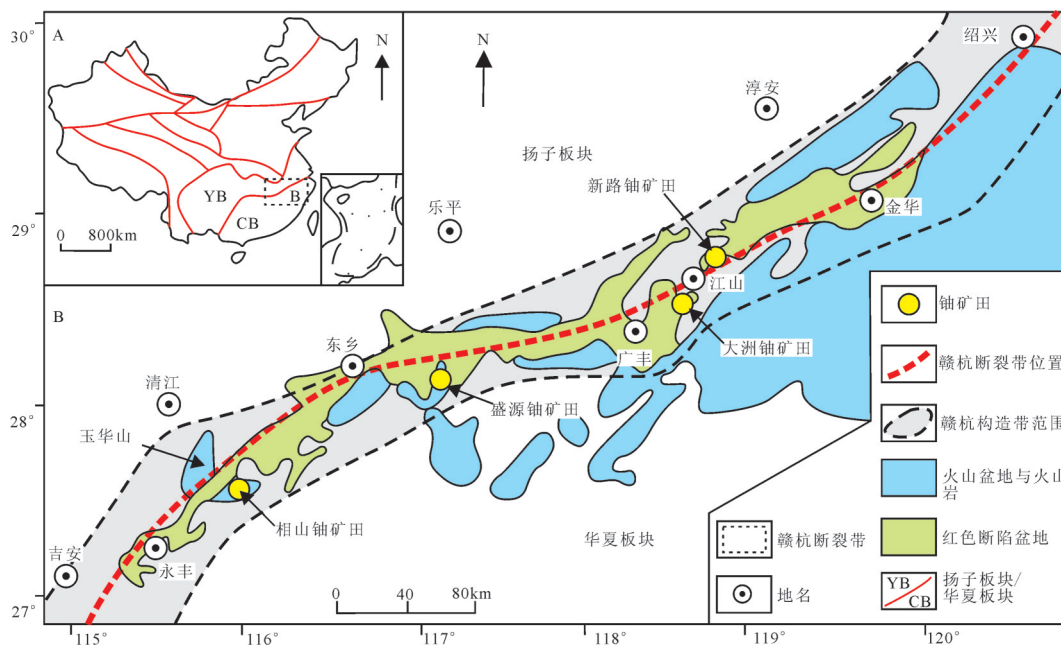 30°
29°
28°
27°
A
N
YB
CB
B
0 800km
N
B
绍兴
淳安
扬子板块
新路铀矿田
乐平
金华
江山
广丰
大洲铀矿田
东乡
清江
盛源铀矿田
玉华山
相山铀矿田
吉安
永丰
华夏板块
0 40 80km
铀矿田
赣杭断裂带位置
赣杭构造带范围
火山盆地与火山
岩
红色断陷盆地
YB
CB
扬子板块/
华夏板块
赣杭断裂带
地名
115°
116°
117°
118°
119°
120°